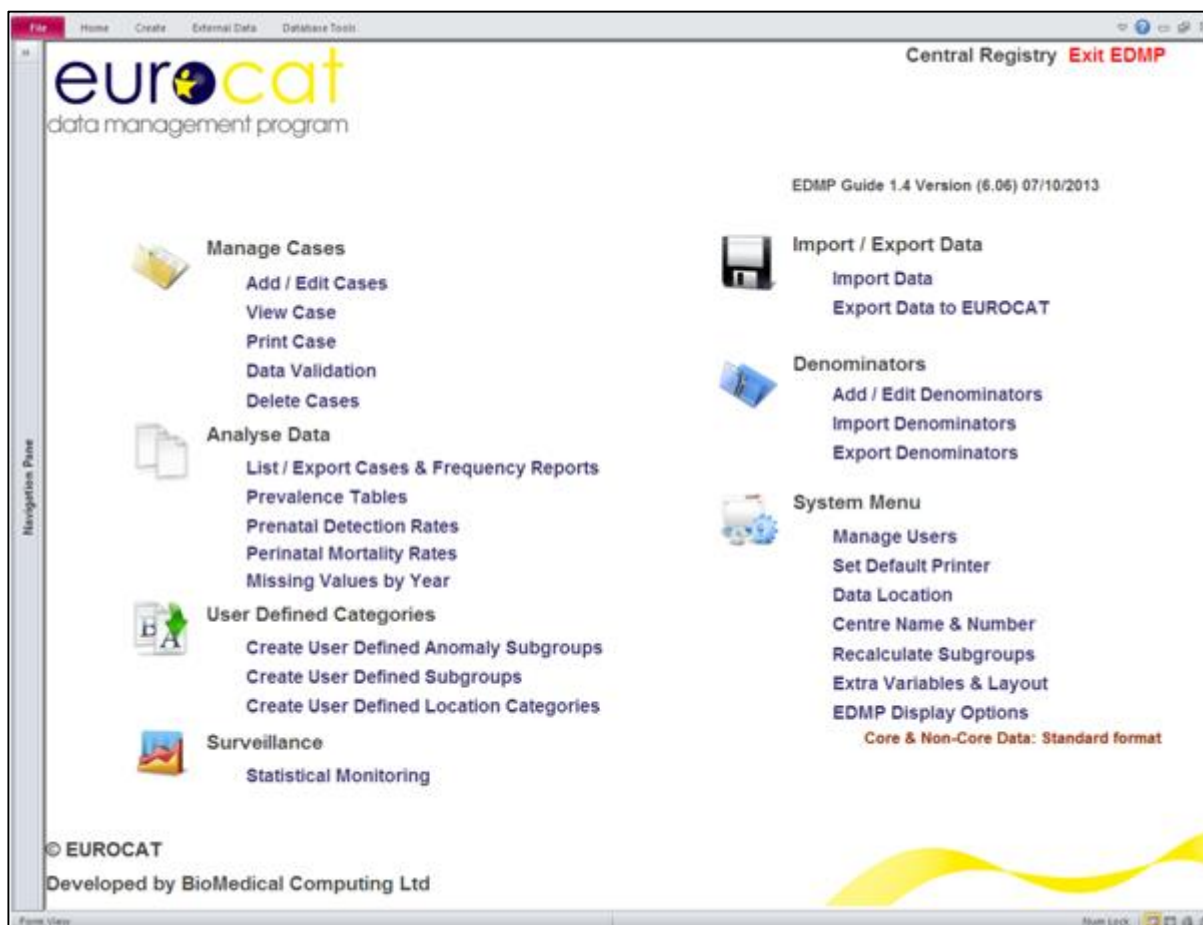 File Home Create External Data Database Tools
Central Registry Exit EDMP
eurocat
data management program
EDMP Guide 1.4 Version (6.06) 07/10/2013
Manage Cases
Add / Edit Cases
View Case
Print Case
Data Validation
Delete Cases
Analyse Data
List / Export Cases & Frequency Reports
Prevalence Tables
Prenatal Detection Rates
Perinatal Mortality Rates
Missing Values by Year
User Defined Categories
Create User Defined Anomaly Subgroups
Create User Defined Subgroups
Create User Defined Location Categories
Surveillance
Statistical Monitoring
Import / Export Data
Import Data
Export Data to EUROCAT
Denominators
Add / Edit Denominators
Import Denominators
Export Denominators
System Menu
Manage Users
Set Default Printer
Data Location
Centre Name & Number
Recalculate Subgroups
Extra Variables & Layout
EDMP Display Options
Core & Non-Core Data: Standard format
Navigation Pane
© EUROCAT
Developed by BioMedical Computing Ltd
Form View
Num Lock